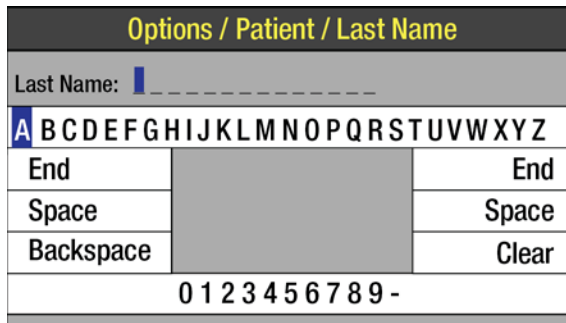 Options / Patient / Last Name
Last Name: _ _ _ _ _ _ _ _ _ _ _ _ _
A B C D E F G H I J K L M N O P Q R S T U V W X Y Z
End End
Space Space
Backspace Clear
0 1 2 3 4 5 6 7 8 9 -